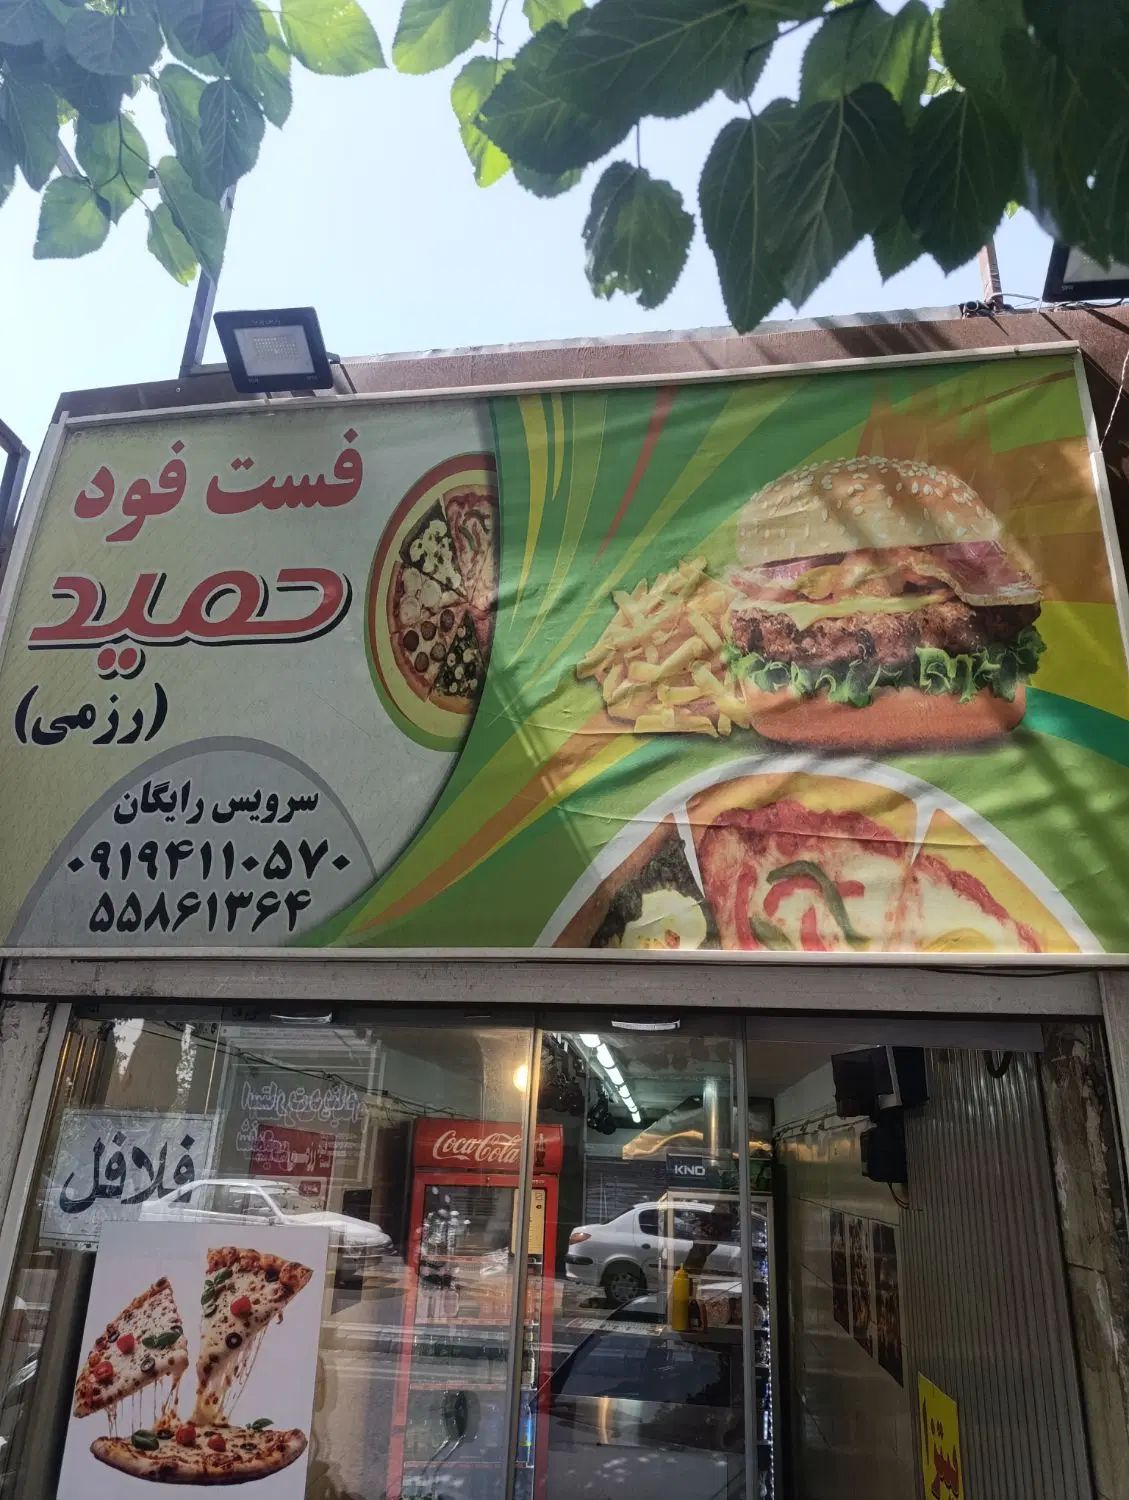 فست فود
حمید
(رزمی)
سرویس رایگان
۰۹۱۹۴۱۱۰۵۷۰
۵۵۸۶۱۳۶۴
Coca-Cola
KND
فلافل